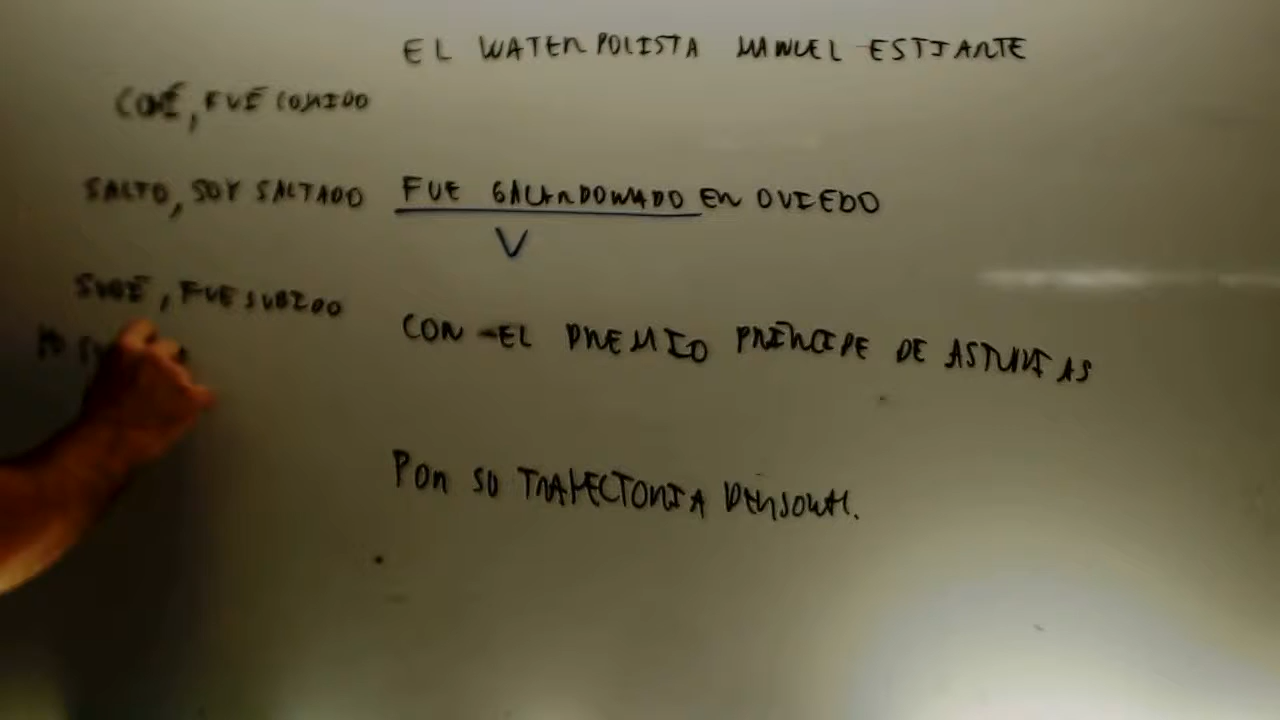 EL WATERPOLISTA MANUEL ESTIARTE
COMÉ, FUE COMIDO
SALTO, SOY SALTADO
FUE GALARDONADO EN OVIEDO
V
SUBÍ, FUE SUBIDO
CON EL PREMIO PRÍNCIPE DE ASTURIAS
POR SU TRAYECTORIA PERSONAL.